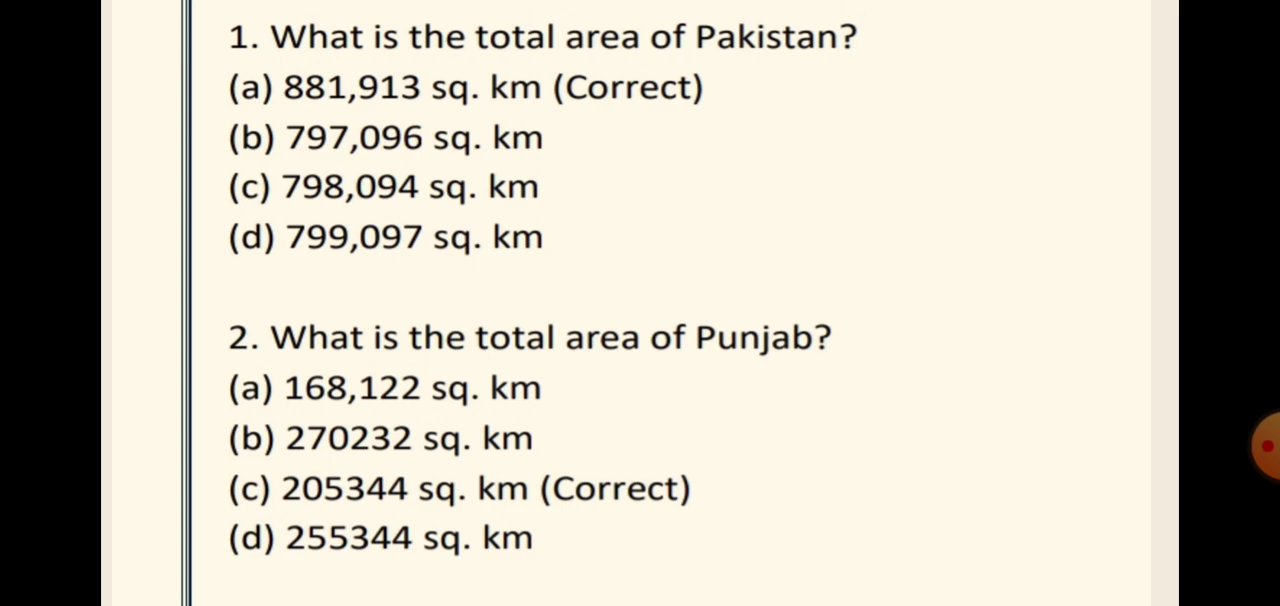 1. What is the total area of Pakistan?
(a) 881,913 sq. km (Correct)
(b) 797,096 sq. km
(c) 798,094 sq. km
(d) 799,097 sq. km
2. What is the total area of Punjab?
(a) 168,122 sq. km
(b) 270232 sq. km
(c) 205344 sq. km (Correct)
(d) 255344 sq. km